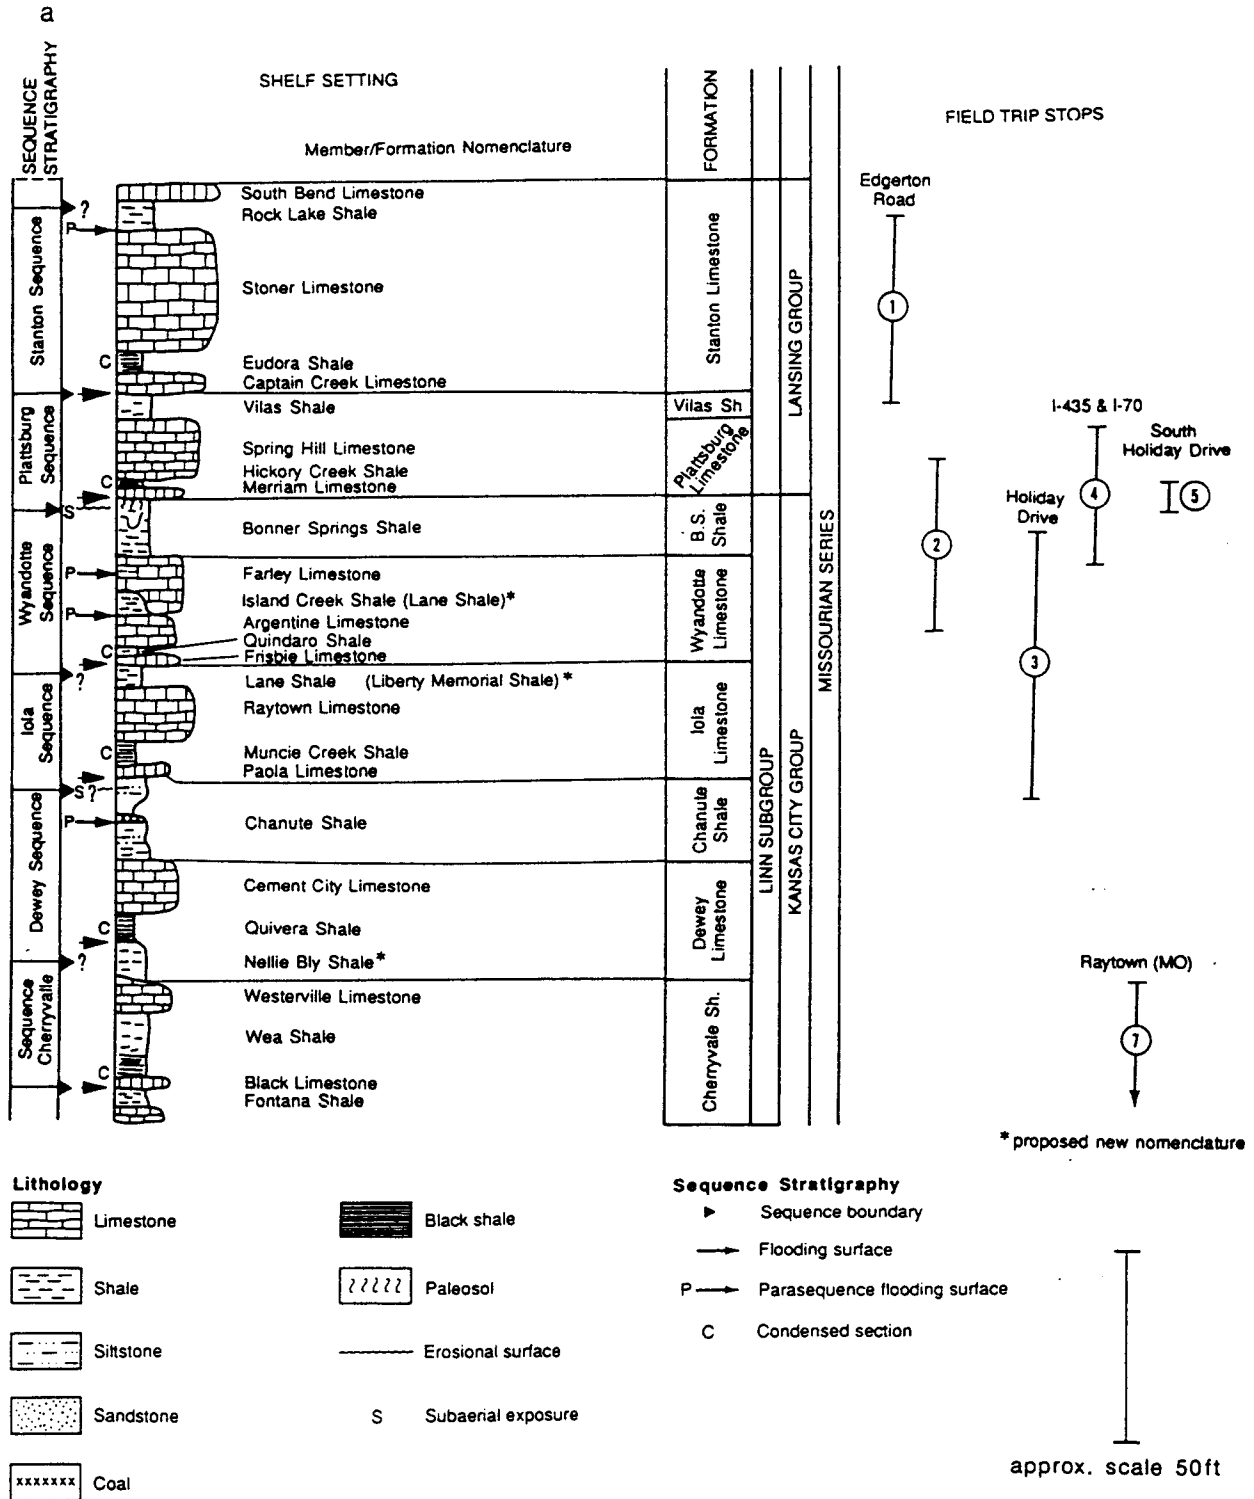 a
SEQUENCE
STRATIGRAPHY
SHELF SETTING
Member/Formation Nomenclature
FORMATION
FIELD TRIP STOPS
Stanton Sequence
Plattsburg
Sequence
Wyandotte
Sequence
Iola
Sequence
Dewey Sequence
Sequence
Cherryvalle
?
P
C
C
S
P
P
C
?
C
S?
P
C
?
C
South Bend Limestone
Rock Lake Shale
Stoner Limestone
Eudora Shale
Captain Creek Limestone
Vilas Shale
Spring Hill Limestone
Hickory Creek Shale
Merriam Limestone
Bonner Springs Shale
Farley Limestone
Island Creek Shale (Lane Shale)*
Argentine Limestone
Quindaro Shale
Frisbie Limestone
Lane Shale (Liberty Memorial Shale)*
Raytown Limestone
Muncie Creek Shale
Paola Limestone
Chanute Shale
Cement City Limestone
Quivera Shale
Nellie Bly Shale*
Westerville Limestone
Wea Shale
Black Limestone
Fontana Shale
Stanton Limestone
Vilas Sh
Plattsburg
Limestone
B.S.
Shale
Wyandotte
Limestone
Iola
Limestone
Chanute
Shale
Dewey
Limestone
Cherryvale Sh.
LINN SUBGROUP
LANSING GROUP
KANSAS CITY GROUP
MISSOURIAN SERIES
Edgerton
Road
1
2
Holiday
Drive
3
I-435 & I-70
4
South
Holiday Drive
5
Raytown (MO)
7
*proposed new nomenclature
Lithology
Limestone
Shale
Siltstone
Sandstone
xxxxxxx Coal
Black shale
Paleosol
Erosional surface
S Subaerial exposure
Sequence Stratigraphy
Sequence boundary
Flooding surface
P Parasequence flooding surface
C Condensed section
approx. scale 50ft